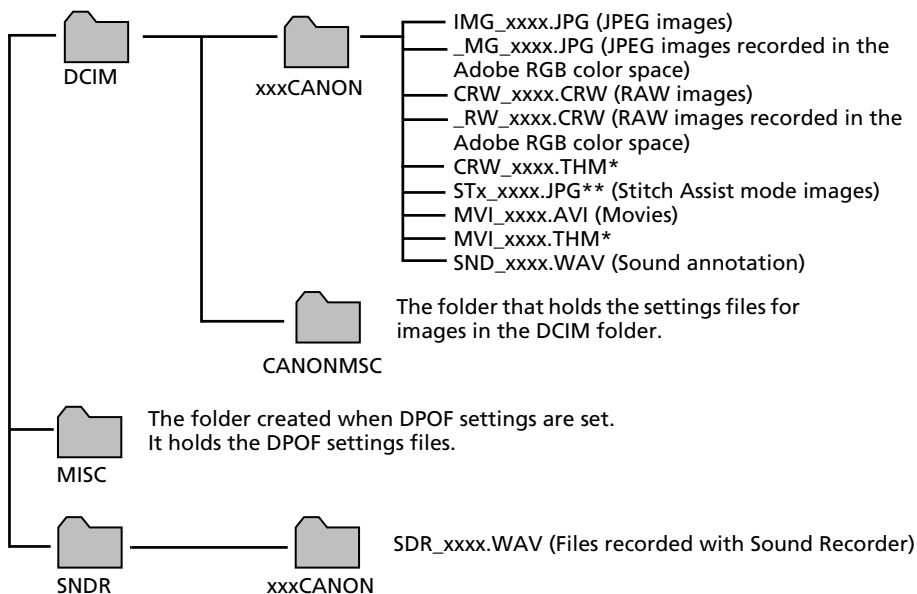 DCIM
xxxCANON
IMG_xxxx.JPG (JPEG images)
_MG_xxxx.JPG (JPEG images recorded in the
Adobe RGB color space)
CRW_xxxx.CRW (RAW images)
_RW_xxxx.CRW (RAW images recorded in the
Adobe RGB color space)
CRW_xxxx.THM*
STx_xxxx.JPG** (Stitch Assist mode images)
MVI_xxxx.AVI (Movies)
MVI_xxxx.THM*
SND_xxxx.WAV (Sound annotation)
The folder that holds the settings files for
images in the DCIM folder.
CANONMSC
The folder created when DPOF settings are set.
It holds the DPOF settings files.
MISC
SDR_xxxx.WAV (Files recorded with Sound Recorder)
SNDR
xxxCANON